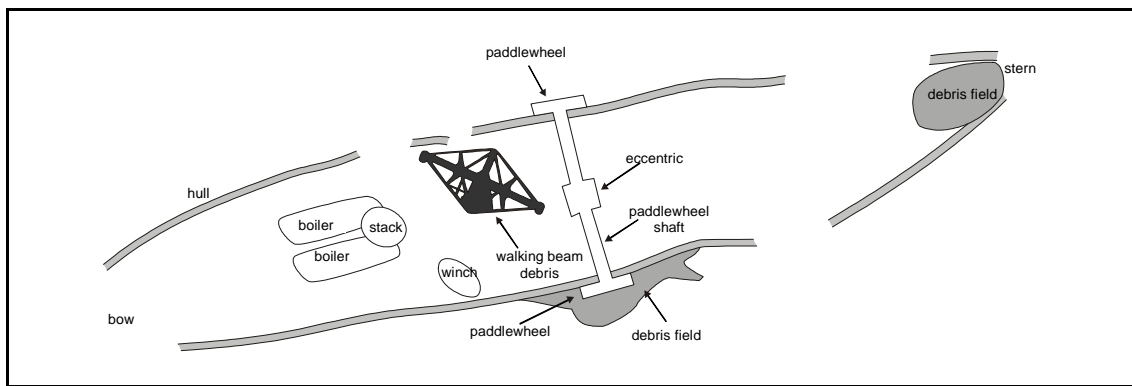 paddlewheel
stern
debris field
eccentric
hull
paddlewheel
shaft
boiler
stack
boiler
walking beam
debris
winch
bow
paddlewheel
debris field